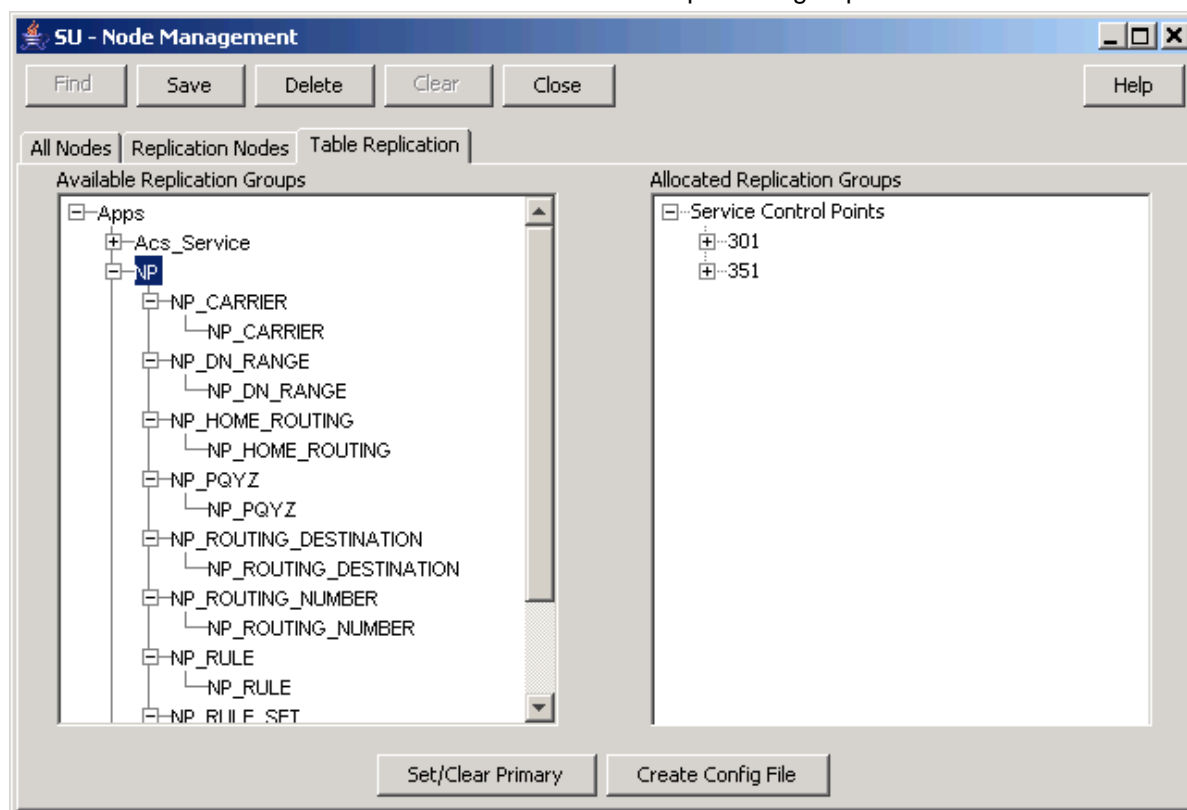 SU - Node Management
Find Save Delete Clear Close Help
All Nodes Replication Nodes Table Replication
Available Replication Groups
Apps
Acs_Service
NP
NP_CARRIER
NP_CARRIER
NP_DN_RANGE
NP_DN_RANGE
NP_HOME_ROUTING
NP_HOME_ROUTING
NP_PQYZ
NP_PQYZ
NP_ROUTING_DESTINATION
NP_ROUTING_DESTINATION
NP_ROUTING_NUMBER
NP_ROUTING_NUMBER
NP_RULE
NP_RULE
NP_RULE_SET
Allocated Replication Groups
Service Control Points
301
351
Set/Clear Primary Create Config File